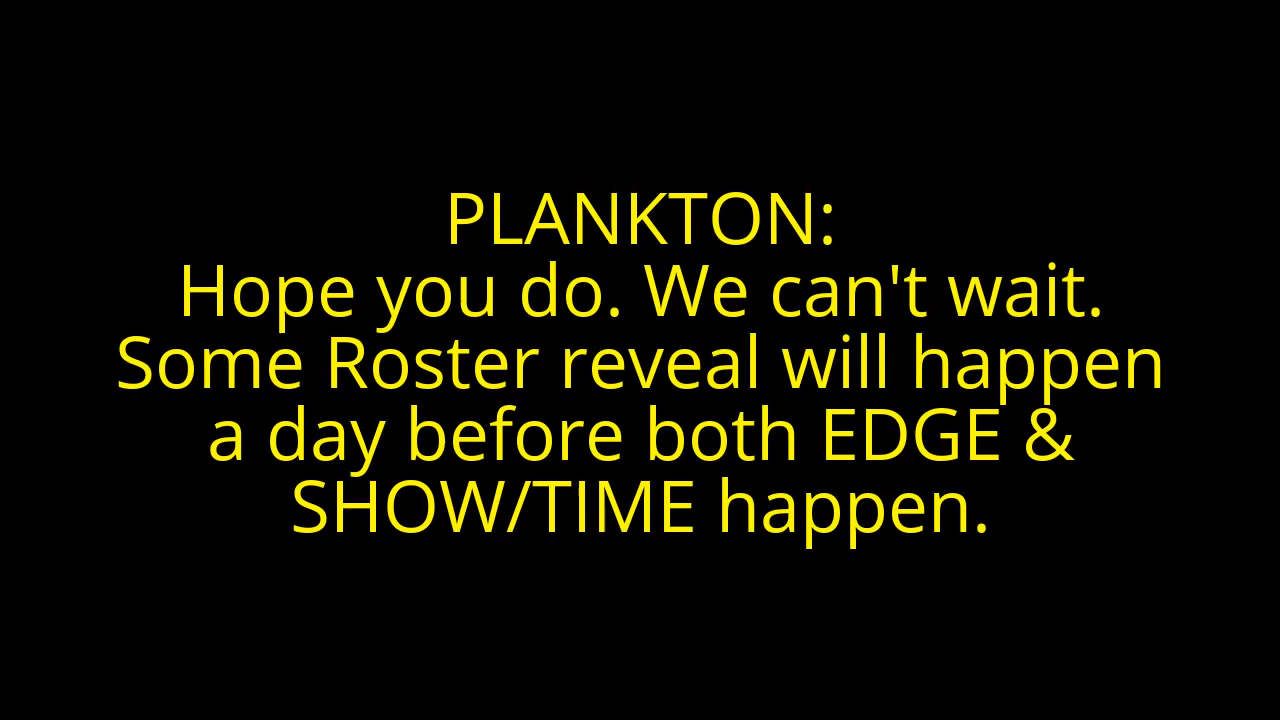 PLANKTON:
Hope you do. We can't wait.
Some Roster reveal will happen
a day before both EDGE &
SHOW/TIME happen.